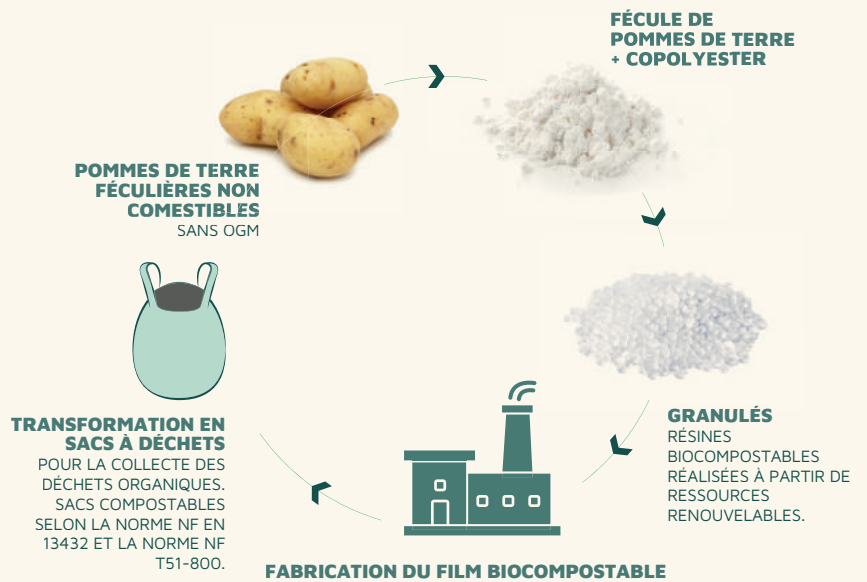 POMMES DE TERRE
FÉCULIÈRES NON
COMESTIBLES
SANS OGM
FÉCULE DE
POMMES DE TERRE
+ COPOLYESTER
GRANULÉS
RÉSINES
BIOCOMPOSTABLES
RÉALISÉES À PARTIR DE
RESSOURCES
RENOUVELABLES.
FABRICATION DU FILM BIOCOMPOSTABLE
TRANSFORMATION EN
SACS À DÉCHETS
POUR LA COLLECTE DES
DÉCHETS ORGANIQUES.
SACS COMPOSTABLES
SELON LA NORME NF EN
13432 ET LA NORME NF
T51-800.